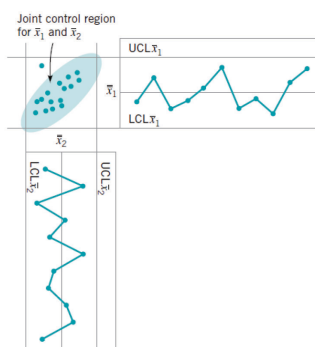 Joint control region
for x̄₁ and x̄₂
UCLx̄₁
x̿₁
LCLx̄₁
x̿₂
LCLx̄₂
UCLx̄₂